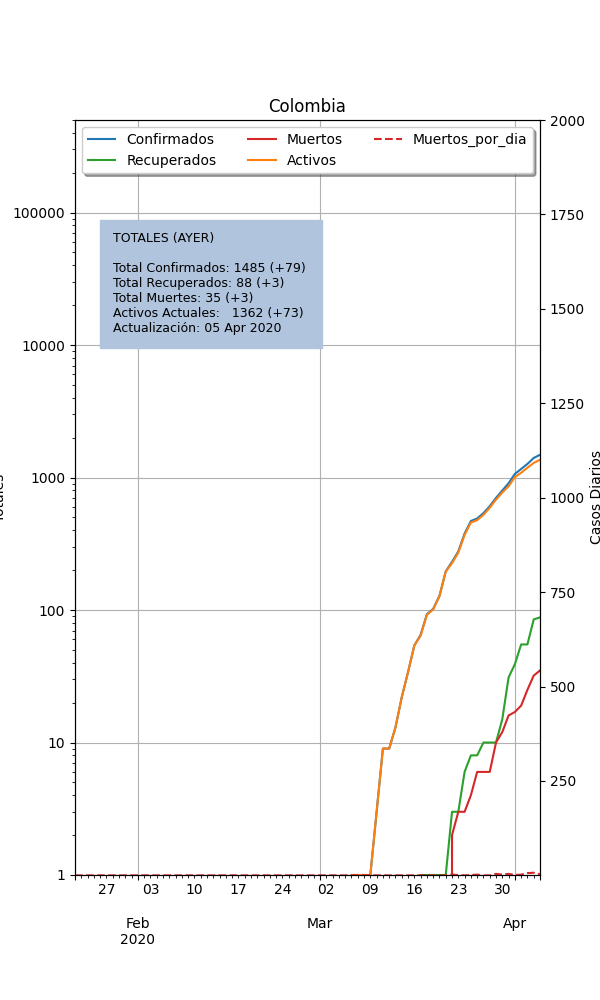 Colombia
Confirmados
Recuperados
Muertos
Activos
Muertos_por_dia
TOTALES (AYER)
Total Confirmados: 1485 (+79)
Total Recuperados: 88 (+3)
Total Muertes: 35 (+3)
Activos Actuales:   1362 (+73)
Actualización: 05 Apr 2020
100000
10000
1000
100
10
1
Totales
2000
1750
1500
1250
1000
750
500
250
Casos Diarios
27 03 10 17 24 02 09 16 23 30
Feb Mar Apr
2020